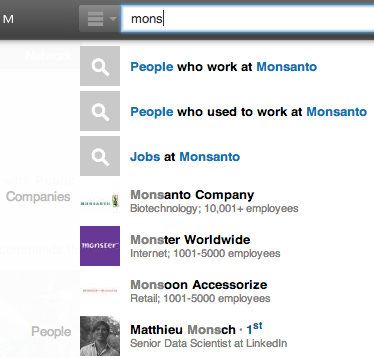 M
mons
People who work at Monsanto
People who used to work at Monsanto
Jobs at Monsanto
Companies
MONSANTO
Monsanto Company
Biotechnology; 10,001+ employees
monster
Monster Worldwide
Internet; 1001-5000 employees
Monsoon Accessorize
Retail; 1001-5000 employees
People
Matthieu Monsch · 1st
Senior Data Scientist at LinkedIn